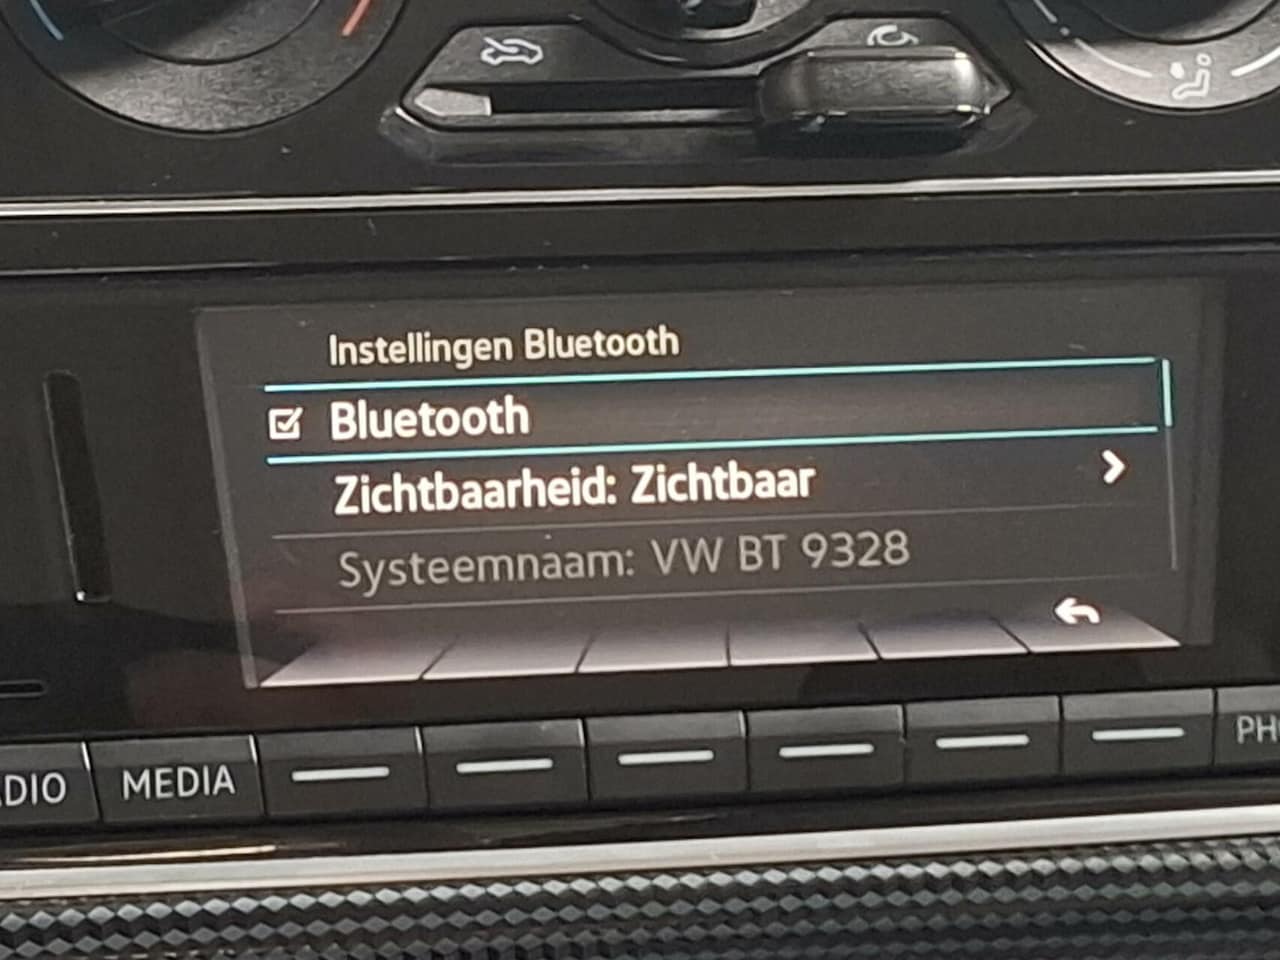 Instellingen Bluetooth
Bluetooth
Zichtbaarheid: Zichtbaar
Systeemnaam: VW BT 9328
MEDIA